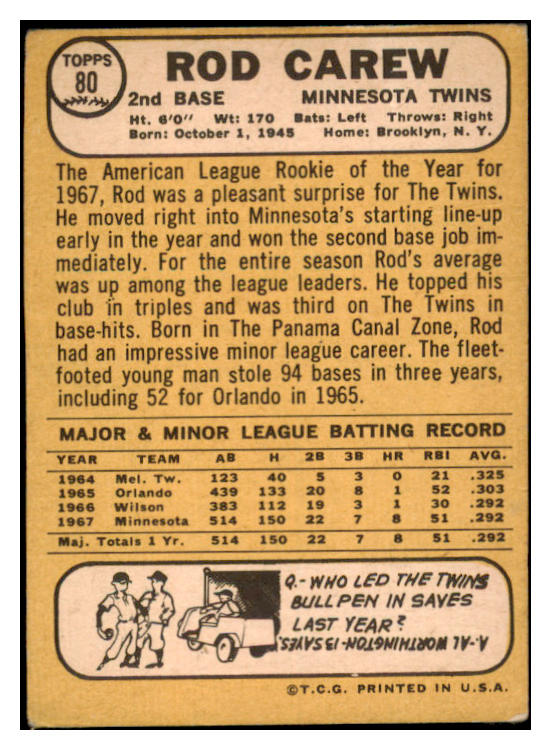 TOPPS
80
ROD CAREW
2nd BASE MINNESOTA TWINS
Ht. 6'0" Wt: 170 Bats: Left Throws: Right
Born: October 1, 1945 Home: Brooklyn, N. Y.
The American League Rookie of the Year for
1967, Rod was a pleasant surprise for The Twins.
He moved right into Minnesota's starting line-up
early in the year and won the second base job im-
mediately. For the entire season Rod's average
was up among the league leaders. He topped his
club in triples and was third on The Twins in
base-hits. Born in The Panama Canal Zone, Rod
had an impressive minor league career. The fleet-
footed young man stole 94 bases in three years,
including 52 for Orlando in 1965.
MAJOR & MINOR LEAGUE BATTING RECORD
YEAR TEAM AB H 2B 3B HR RBI AVG.
1964 Mel. Tw. 123 40 5 3 0 21 .325
1965 Orlando 439 133 20 8 1 52 .303
1966 Wilson 383 112 19 3 1 30 .292
1967 Minnesota 514 150 22 7 8 51 .292
Maj. Totals 1 Yr. 514 150 22 7 8 51 .292
Q.-WHO LED THE TWINS
BULLPEN IN SAVES
LAST YEAR?
A-AL WORTHINGTON-13 SAVES.
©T.C.G. PRINTED IN U.S.A.